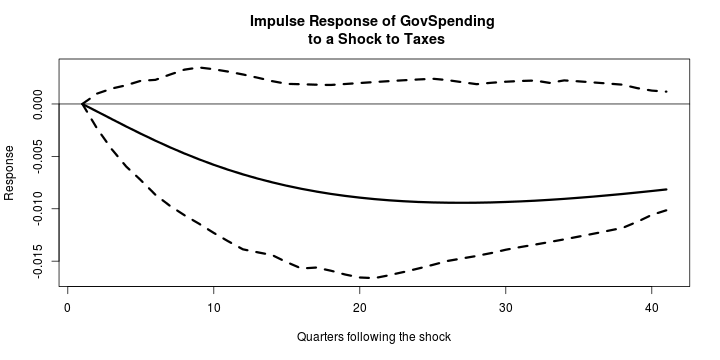 Impulse Response of GovSpending
to a Shock to Taxes
Response
0.000
-0.005
-0.010
-0.015
0
10
20
30
40
Quarters following the shock